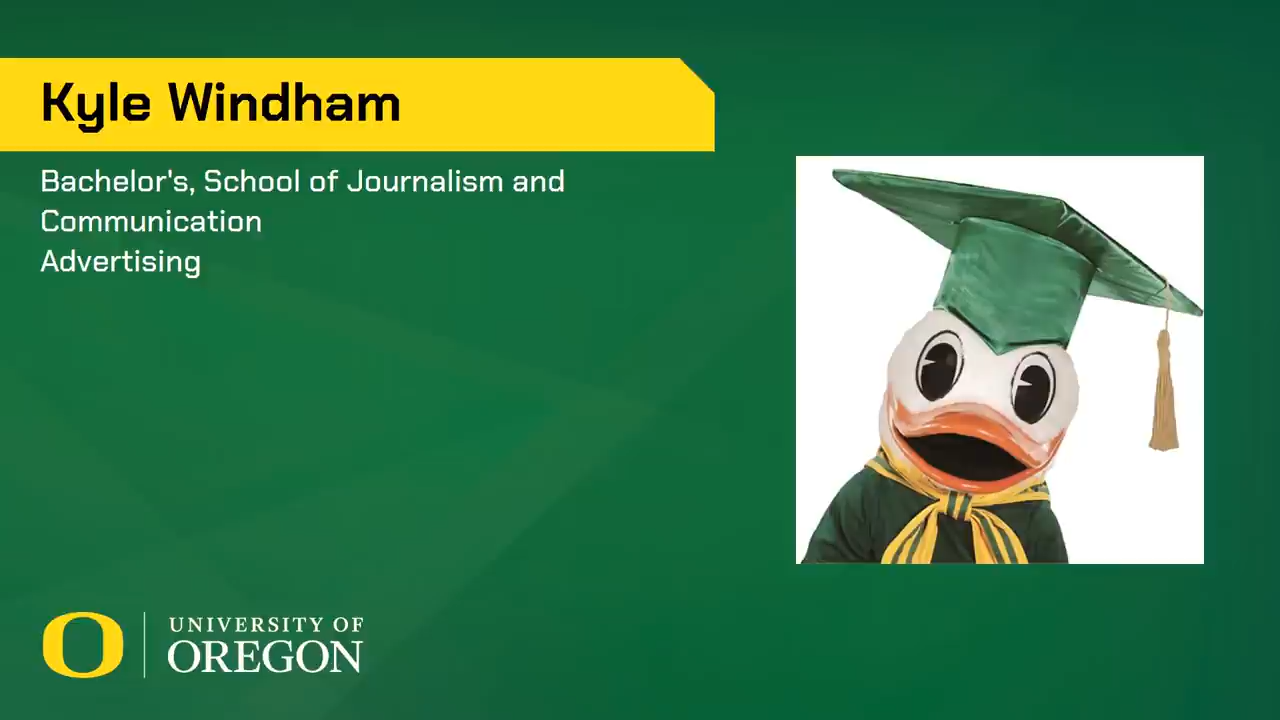 Kyle Windham
Bachelor's, School of Journalism and
Communication
Advertising
UNIVERSITY OF
OREGON